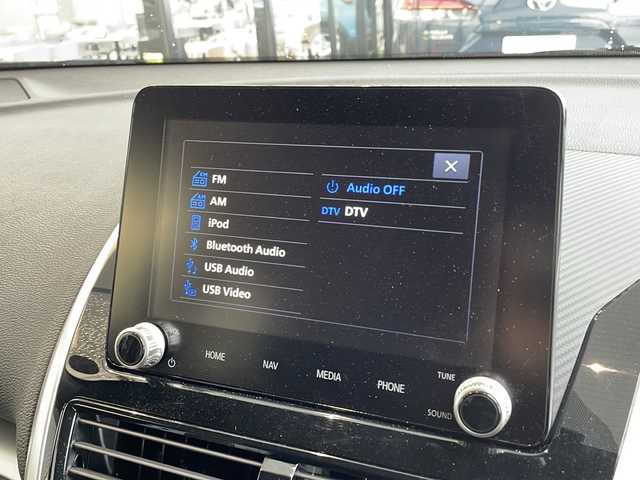 FM
AM
iPod
Bluetooth Audio
USB Audio
USB Video
Audio OFF
DTV DTV
HOME
NAV
MEDIA
PHONE
TUNE
SOUND